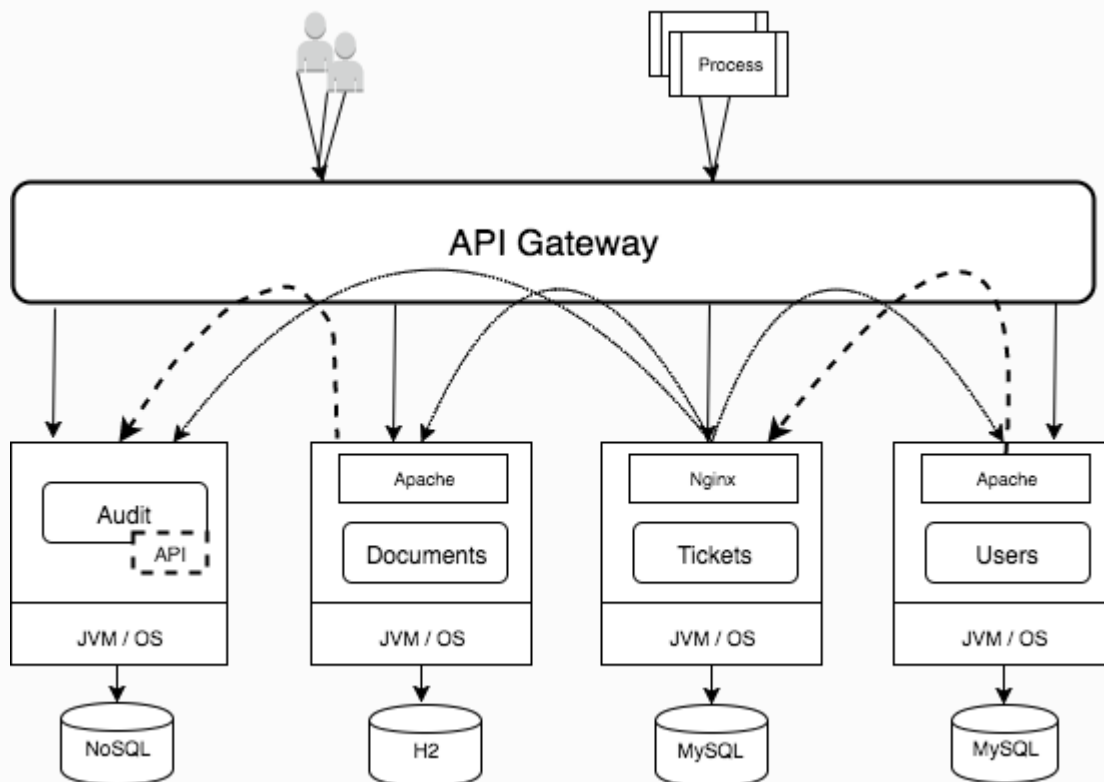 Process
API Gateway
Apache
Nginx
Apache
Audit
API
Documents
Tickets
Users
JVM / OS
JVM / OS
JVM / OS
JVM / OS
NoSQL
H2
MySQL
MySQL